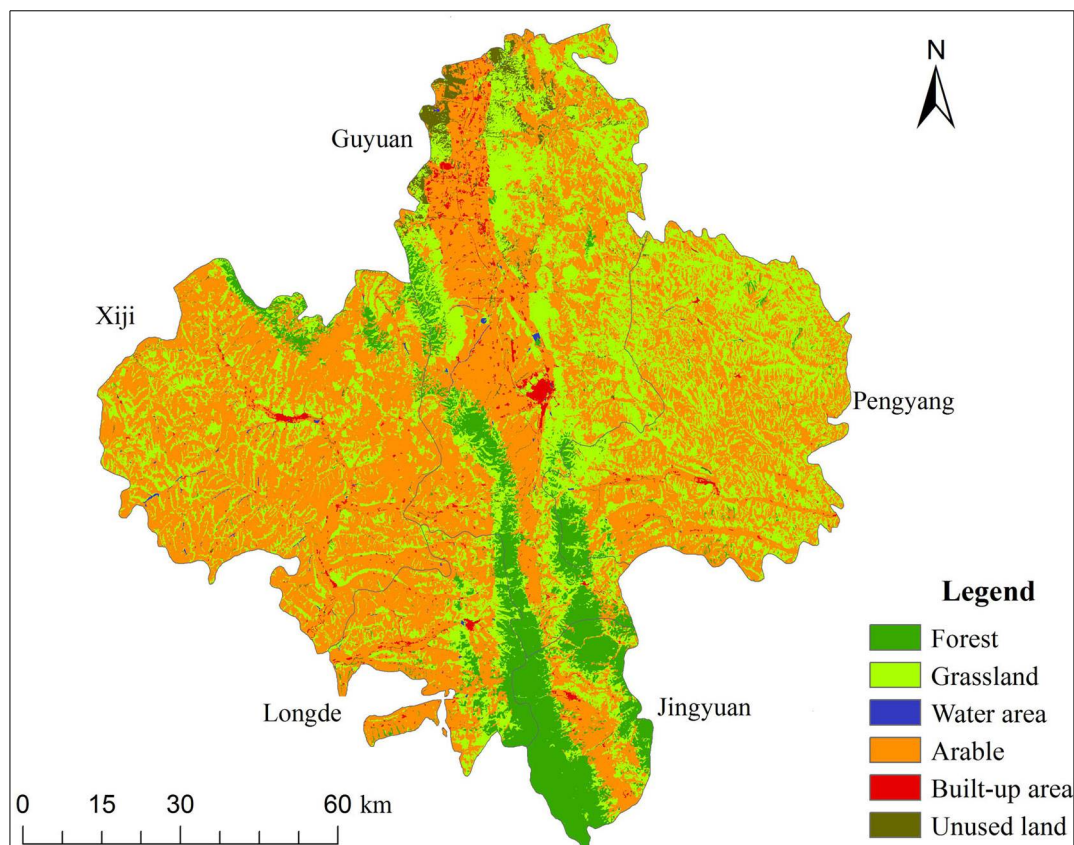 N
Guyuan
Xiji
Pengyang
Longde
Jingyuan
Legend
Forest
Grassland
Water area
Arable
Built-up area
Unused land
0 15 30 60 km